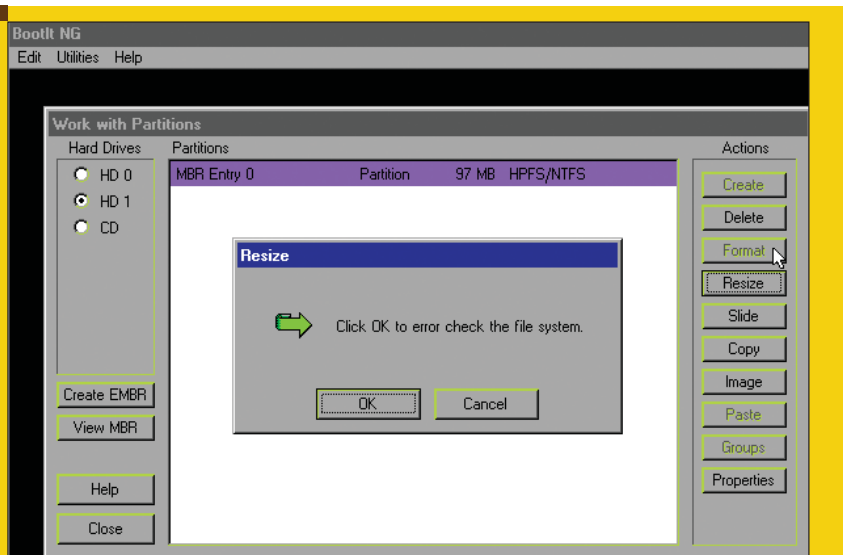 BootIt NG
Edit Utilities Help
Work with Partitions
Hard Drives Partitions Actions
HD 0
HD 1
CD
MBR Entry 0 Partition 97 MB HPFS/NTFS
Resize
Click OK to error check the file system.
OK Cancel
Create EMBR
View MBR
Help
Close
Create
Delete
Format
Resize
Slide
Copy
Image
Paste
Groups
Properties